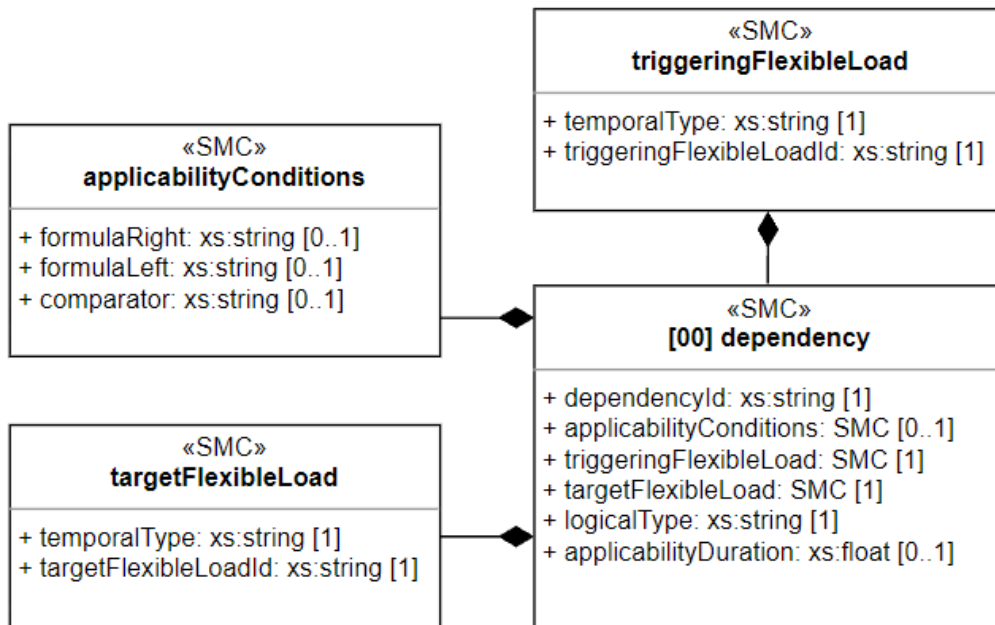 «SMC»
triggeringFlexibleLoad
+ temporalType: xs:string [1]
+ triggeringFlexibleLoadId: xs:string [1]
«SMC»
applicabilityConditions
+ formulaRight: xs:string [0..1]
+ formulaLeft: xs:string [0..1]
+ comparator: xs:string [0..1]
«SMC»
[00] dependency
+ dependencyId: xs:string [1]
+ applicabilityConditions: SMC [0..1]
+ triggeringFlexibleLoad: SMC [1]
+ targetFlexibleLoad: SMC [1]
+ logicalType: xs:string [1]
+ applicabilityDuration: xs:float [0..1]
«SMC»
targetFlexibleLoad
+ temporalType: xs:string [1]
+ targetFlexibleLoadId: xs:string [1]